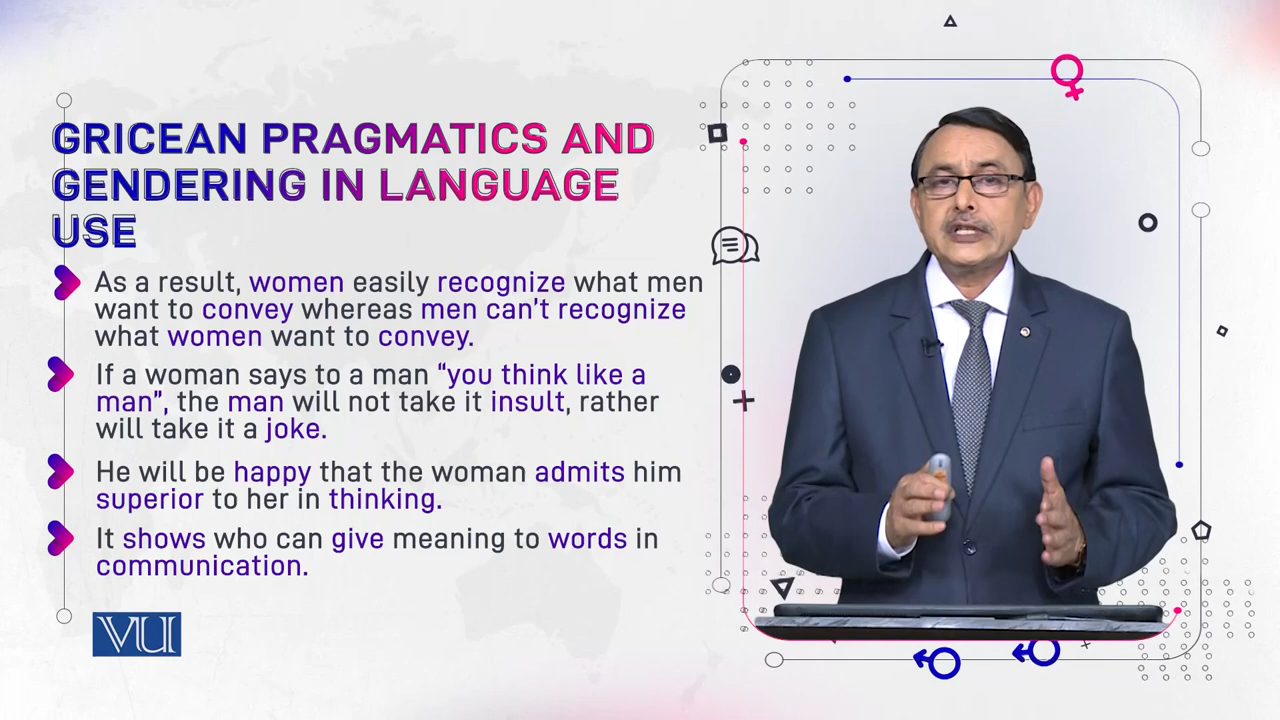 GRICEAN PRAGMATICS AND
GENDERING IN LANGUAGE
USE
As a result, women easily recognize what men
want to convey whereas men can't recognize
what women want to convey.
If a woman says to a man “you think like a
man”, the man will not take it insult, rather
will take it a joke.
He will be happy that the woman admits him
superior to her in thinking.
It shows who can give meaning to words in
communication.
VU